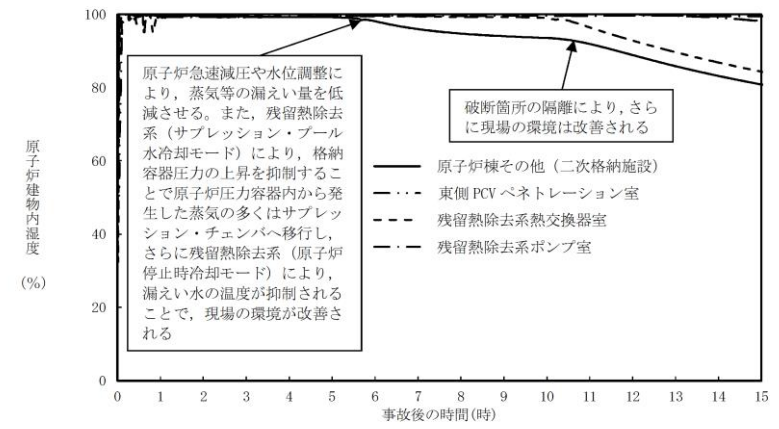 100
80
60
40
20
0
原子炉建物内湿度
(%)
原子炉急速減圧や水位調整に
より，蒸気等の漏えい量を低
減させる。また，残留熱除去
系（サプレッション・プール
水冷却モード）により，格納
容器圧力の上昇を抑制するこ
とで原子炉圧力容器内から発
生した蒸気の多くはサプレッ
ション・チェンバへ移行し，
さらに残留熱除去系（原子炉
停止時冷却モード）により，
漏えい水の温度が抑制される
ことで，現場の環境が改善さ
れる
破断箇所の隔離により，さら
に現場の環境は改善される
原子炉棟その他（二次格納施設）
東側 PCV ペネトレーション室
残留熱除去系熱交換器室
残留熱除去系ポンプ室
0 1 2 3 4 5 6 7 8 9 10 11 12 13 14 15
事故後の時間(時)